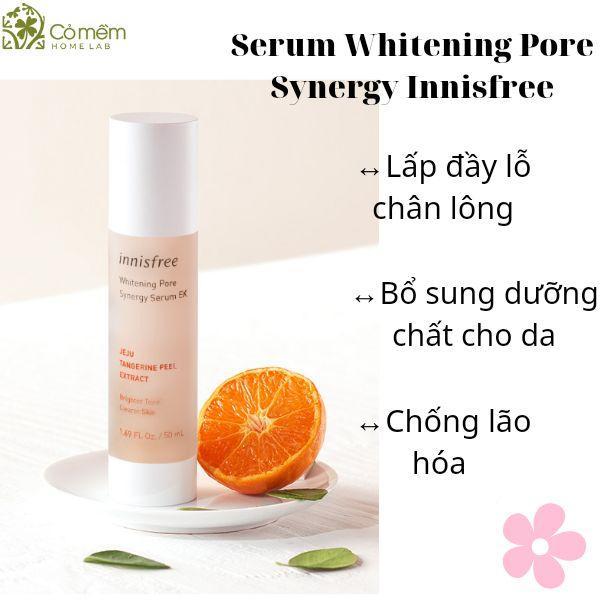 Cỏ mềm
HOME LAB
Serum Whitening Pore
Synergy Innisfree
↔Lấp đầy lỗ
chân lông
↔Bổ sung dưỡng
chất cho da
↔Chống lão
hóa
innisfree
Whitening Pore
Synergy Serum EX
JEJU
TANGERINE PEEL
EXTRACT
Brighter Tone
Clearer Skin
1.69 FL Oz. / 50 mL